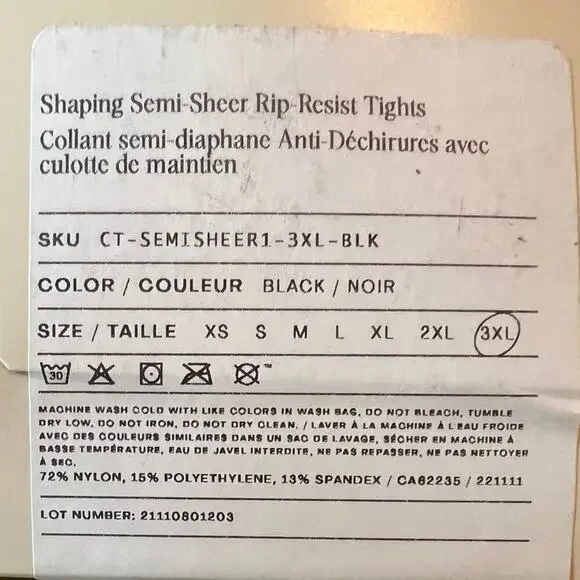 Shaping Semi-Sheer Rip-Resist Tights
Collant semi-diaphane Anti-Déchirures avec
culotte de maintien
SKU CT-SEMISHEER1-3XL-BLK
COLOR / COULEUR BLACK / NOIR
SIZE / TAILLE XS S M L XL 2XL 3XL
30 ™
MACHINE WASH COLD WITH LIKE COLORS IN WASH BAG, DO NOT BLEACH, TUMBLE
DRY LOW, DO NOT IRON, DO NOT DRY CLEAN. / LAVER À LA MACHINE À L'EAU FROIDE
AVEC DES COULEURS SIMILAIRES DANS UN SAC DE LAVAGE, SÉCHER EN MACHINE À
BASSE TEMPÉRATURE, EAU DE JAVEL INTERDITE, NE PAS REPASSER, NE PAS NETTOYER
À SEC.
72% NYLON, 15% POLYETHYLENE, 13% SPANDEX / CA62235 / 221111
LOT NUMBER: 21110801203